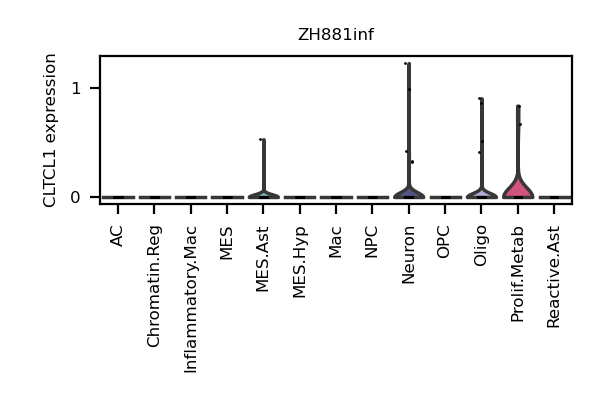 ZH881inf
CLTCL1 expression
1
0
AC
Chromatin.Reg
Inflammatory.Mac
MES
MES.Ast
MES.Hyp
Mac
NPC
Neuron
OPC
Oligo
Prolif.Metab
Reactive.Ast